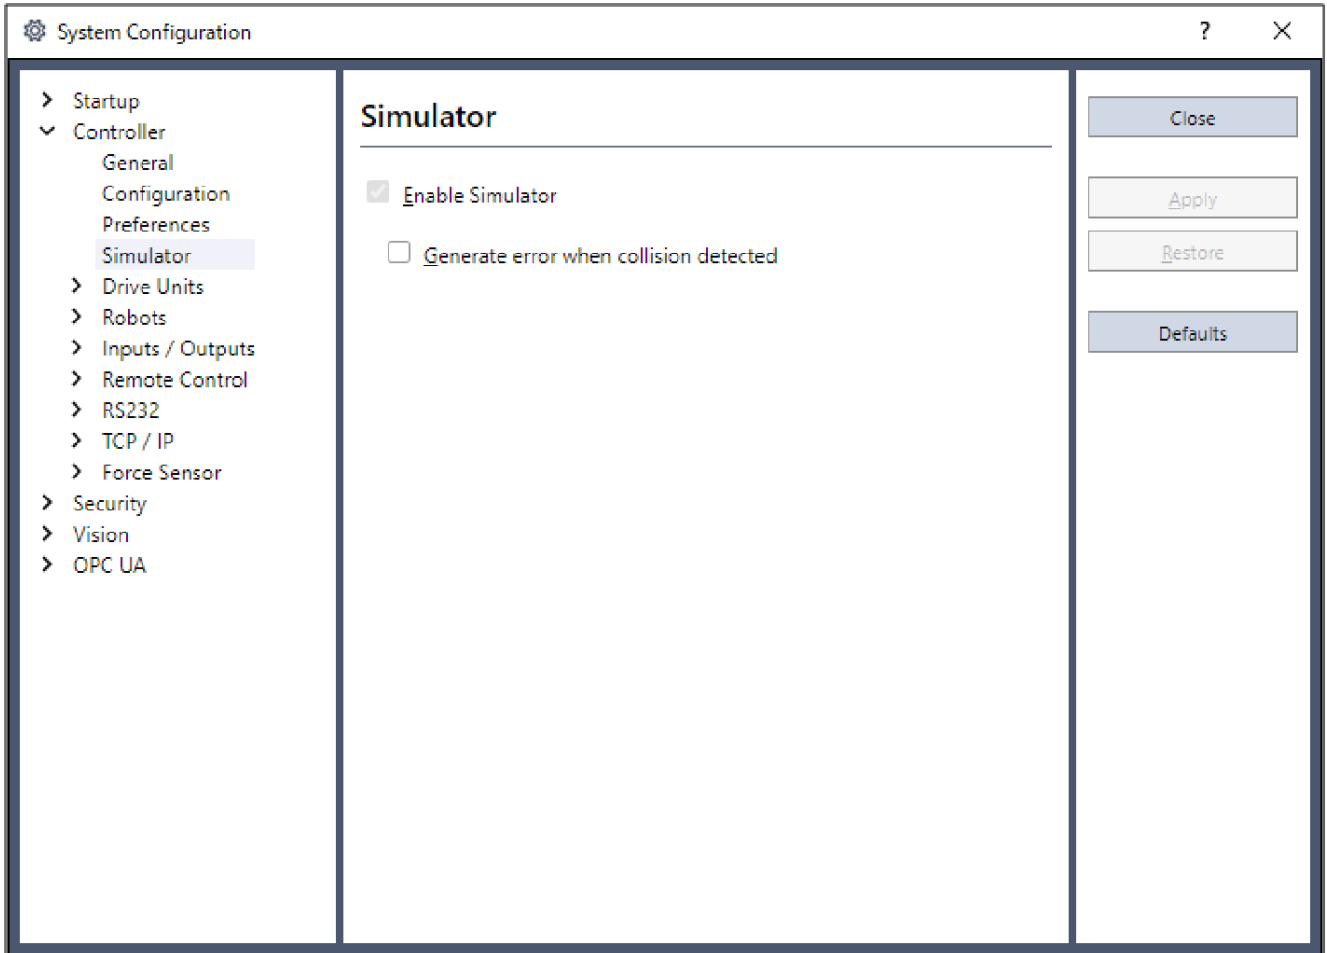 System Configuration
?
Startup
Controller
General
Configuration
Preferences
Simulator
Drive Units
Robots
Inputs / Outputs
Remote Control
RS232
TCP / IP
Force Sensor
Security
Vision
OPC UA
Simulator
Enable Simulator
Generate error when collision detected
Close
Apply
Restore
Defaults